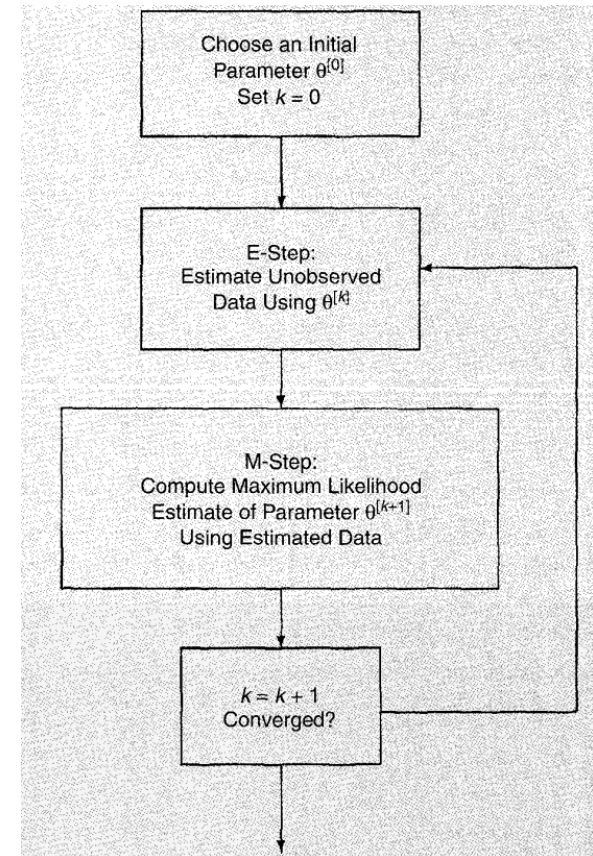 Choose an Initial
Parameter θ[0]
Set k = 0
E-Step:
Estimate Unobserved
Data Using θ[k]
M-Step:
Compute Maximum Likelihood
Estimate of Parameter θ[k+1]
Using Estimated Data
k = k + 1
Converged?